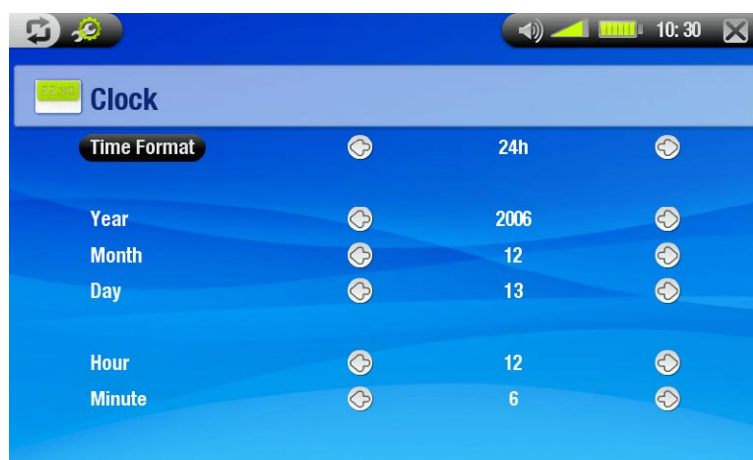 10:30
Clock
Time Format 24h
Year 2006
Month 12
Day 13
Hour 12
Minute 6